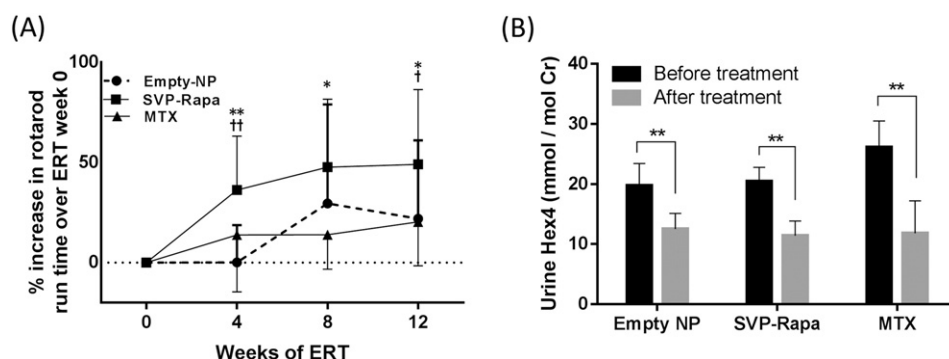 (A)
% increase in rotarod
run time over ERT week 0
100
50
0
Empty-NP
SVP-Rapa
MTX
**
††
*
*
†
0
4
8
12
Weeks of ERT
(B)
Urine Hex4 (mmol / mol Cr)
40
30
20
10
0
Before treatment
After treatment
**
**
**
Empty NP
SVP-Rapa
MTX